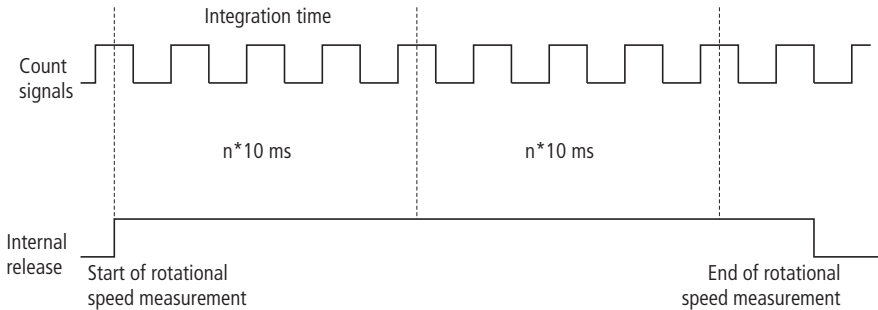 Integration time
Count
signals
n*10 ms
n*10 ms
Internal
release
Start of rotational
speed measurement
End of rotational
speed measurement